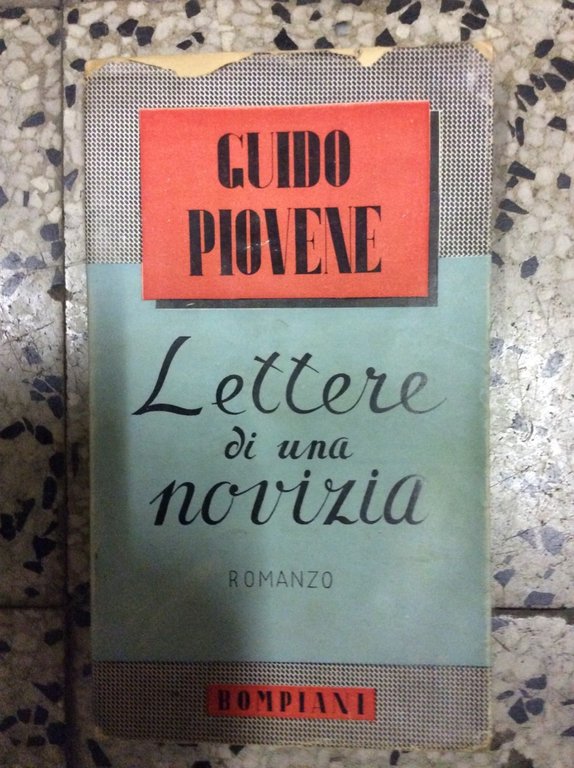 GUIDO
PIOVENE
Lettere
di una
novizia
ROMANZO
BOMPIANI